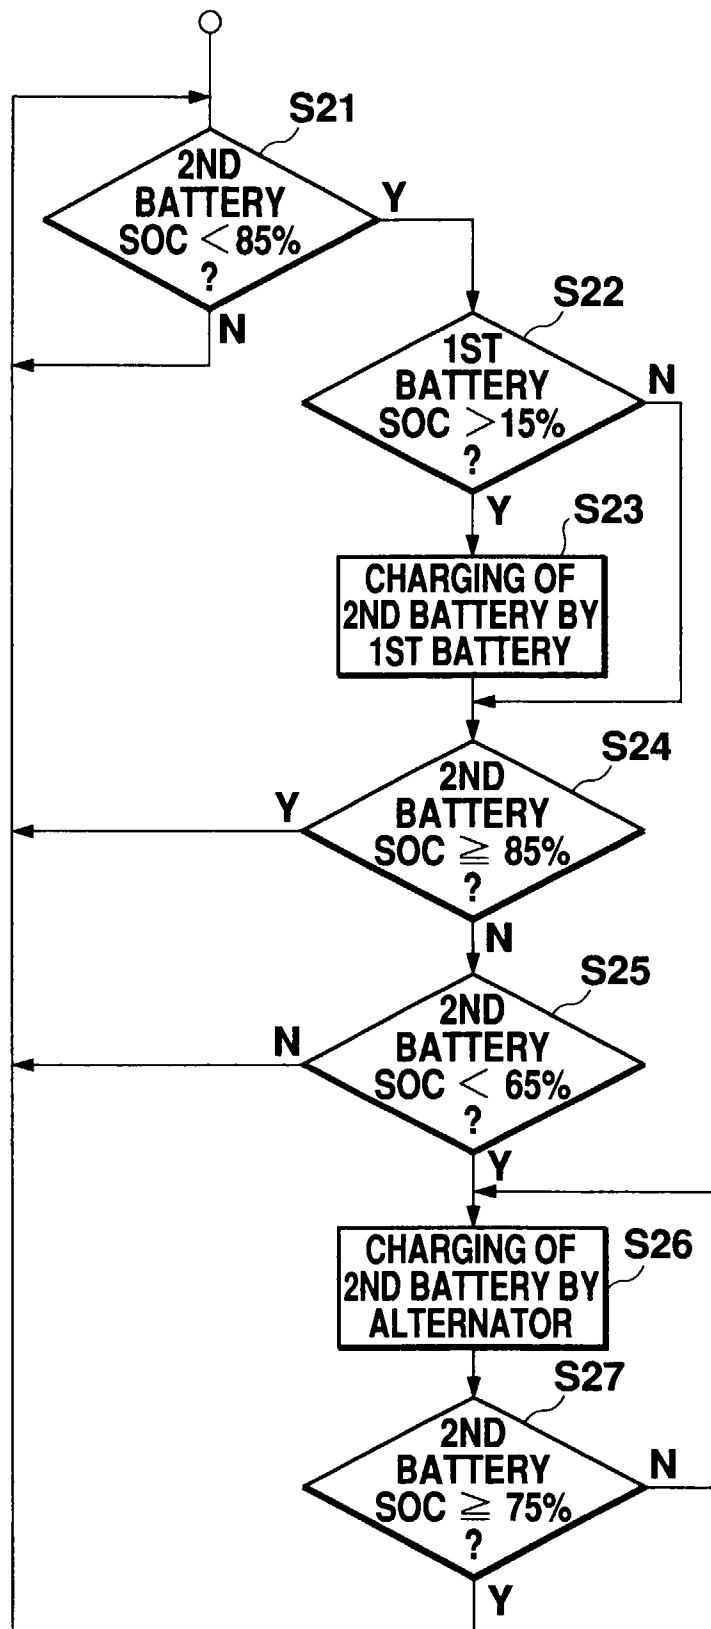 S21
2ND
BATTERY
SOC < 85%
?
Y
N
S22
1ST
BATTERY
SOC > 15%
?
N
Y
S23
CHARGING OF
2ND BATTERY BY
1ST BATTERY
S24
2ND
BATTERY
SOC ≧ 85%
?
Y
N
S25
2ND
BATTERY
SOC < 65%
?
N
Y
S26
CHARGING OF
2ND BATTERY BY
ALTERNATOR
S27
2ND
BATTERY
SOC ≧ 75%
?
N
Y